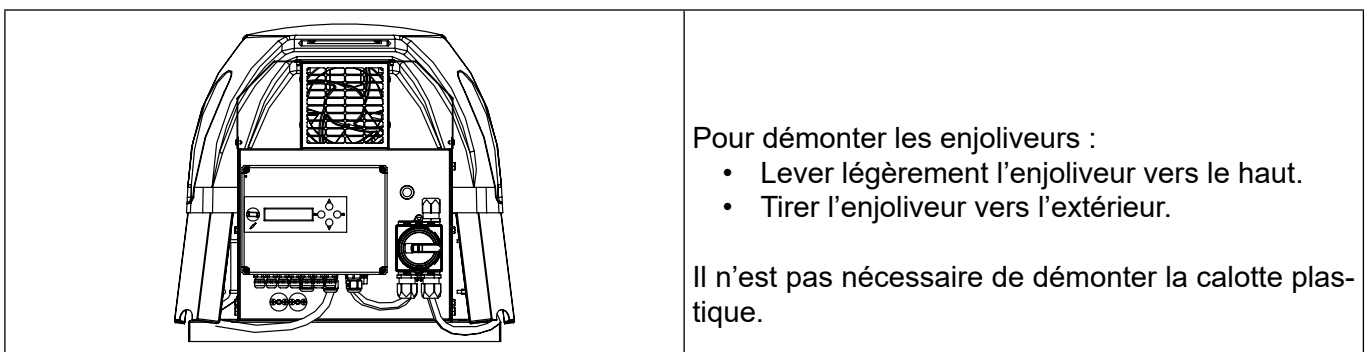 Pour démonter les enjoliveurs :
• Lever légèrement l’enjoliveur vers le haut.
• Tirer l’enjoliveur vers l’extérieur.
Il n’est pas nécessaire de démonter la calotte plas-
tique.